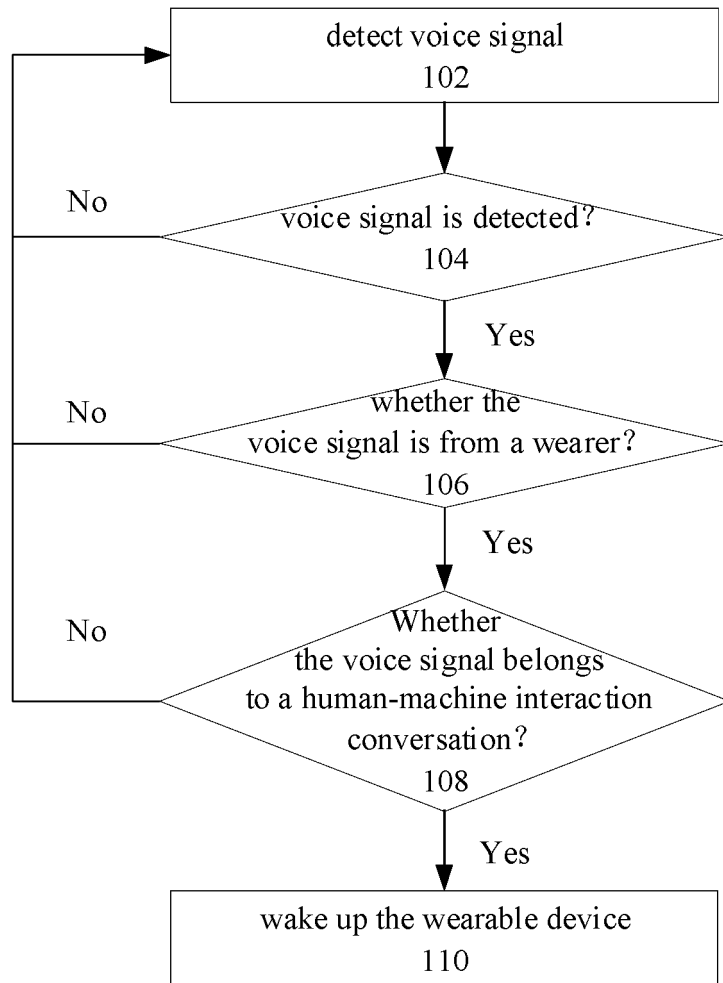 detect voice signal
102
No
voice signal is detected?
104
Yes
No
whether the
voice signal is from a wearer?
106
Yes
No
Whether
the voice signal belongs
to a human-machine interaction
conversation?
108
Yes
wake up the wearable device
110